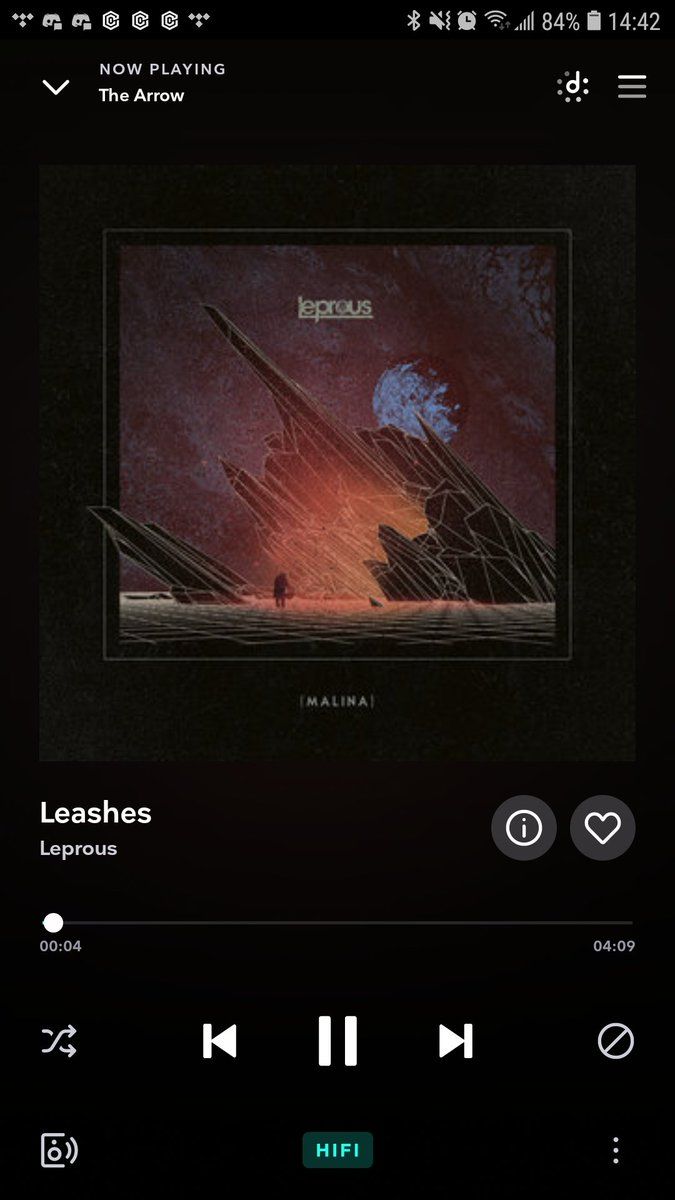 84% 14:42
NOW PLAYING
The Arrow
leprous
[MALINA]
Leashes
Leprous
00:04 04:09
HIFI